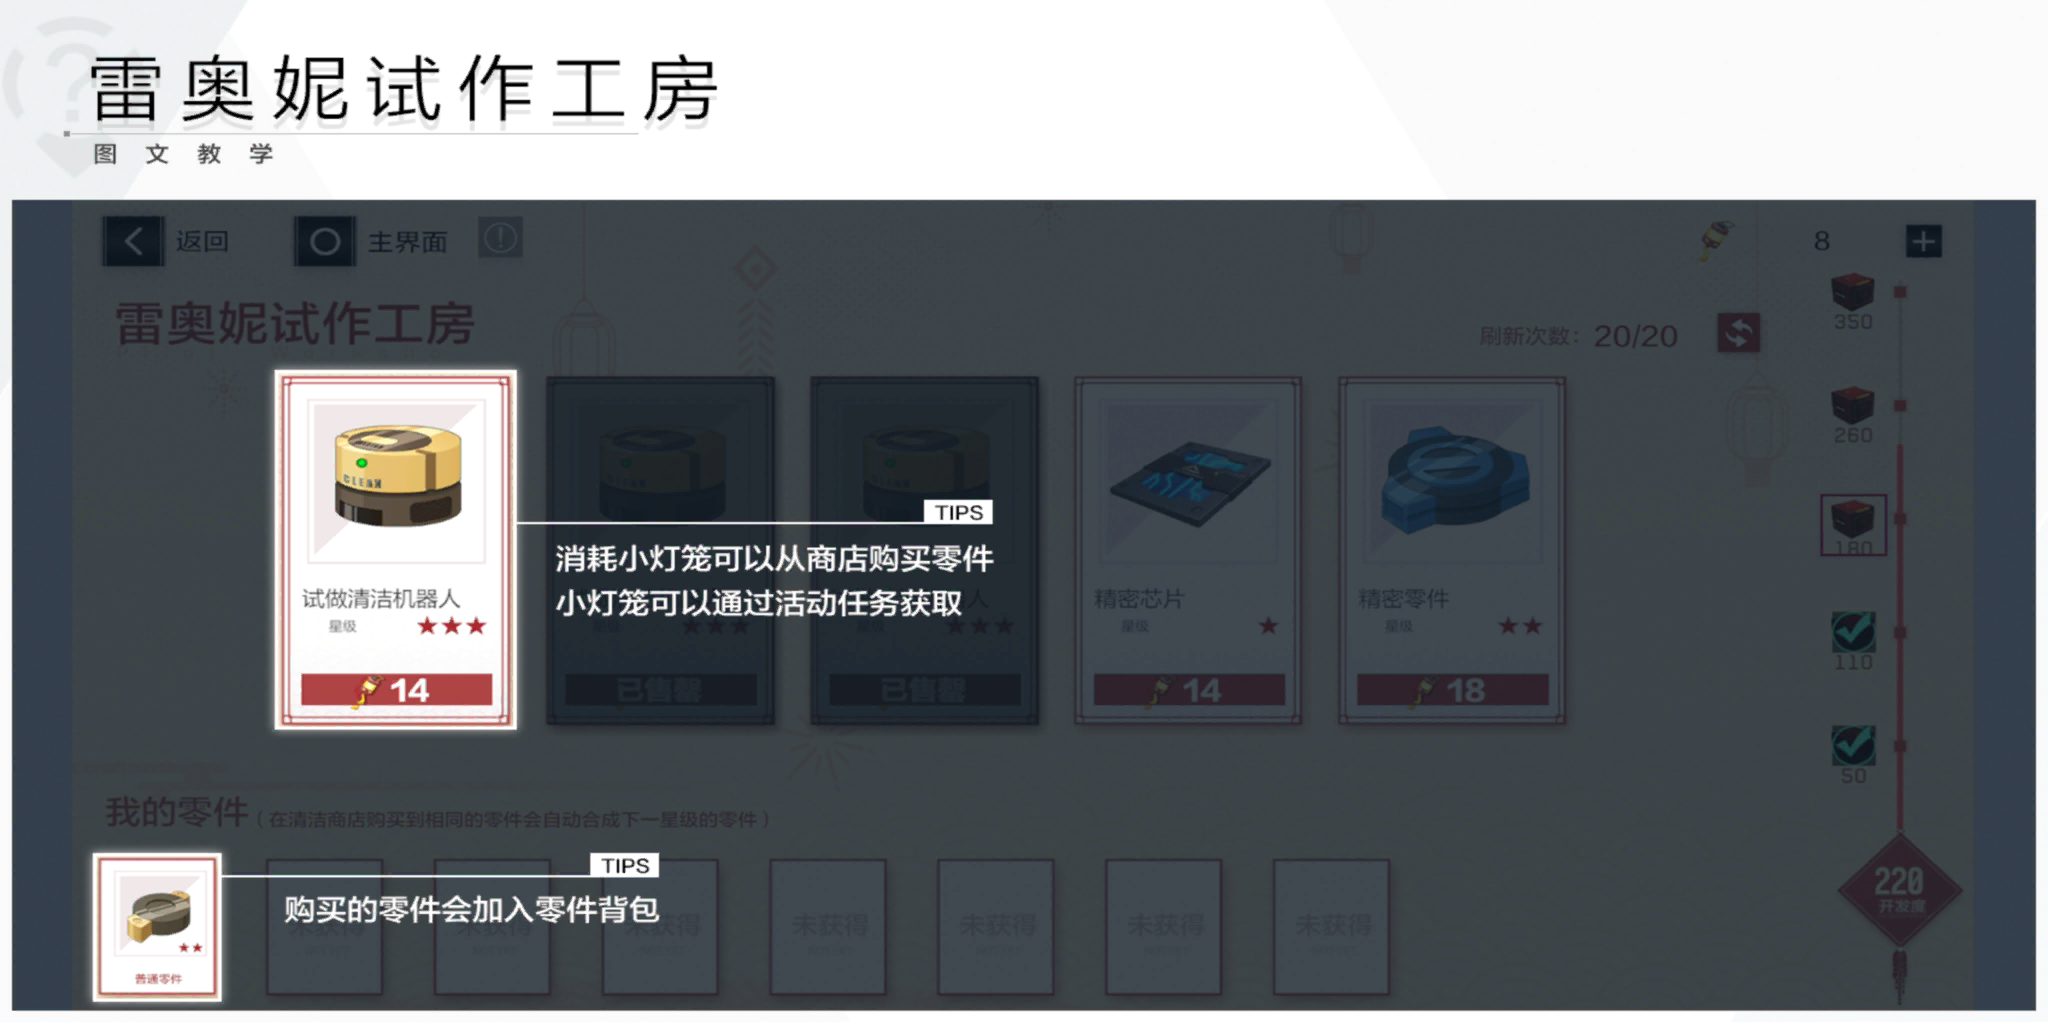 雷奥妮试作工房
图文教学
返回
主界面
8
雷奥妮试作工房
刷新次数：20/20
350
260
180
110
50
CLEAN
TIPS
消耗小灯笼可以从商店购买零件
小灯笼可以通过活动任务获取
试做清洁机器人
星级 ★★★
14
人
已售罄
已售罄
精密芯片
星级 ★
14
精密零件
星级 ★★
18
我的零件（在清洁商店购买到相同的零件会自动合成下一星级的零件）
TIPS
购买的零件会加入零件背包
★★
普通零件
未获得
未获得
未获得
未获得
未获得
未获得
未获得
220
开发度